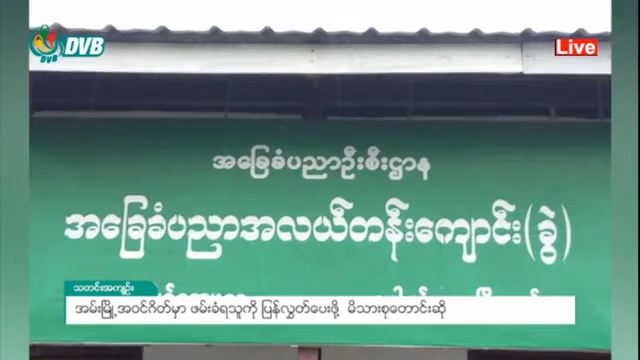 DVB
DVB
Live
အခြေခံပညာဦးစီးဌာန
အခြေခံပညာအလယ်တန်းကျောင်း(ခွဲ)
သတင်းအကျဉ်း
အမ်းမြို့အဝင်ဂိတ်မှာ ဖမ်းခံရသူကို ပြန်လွှတ်ပေးဖို့ မိသားစုတောင်းဆို